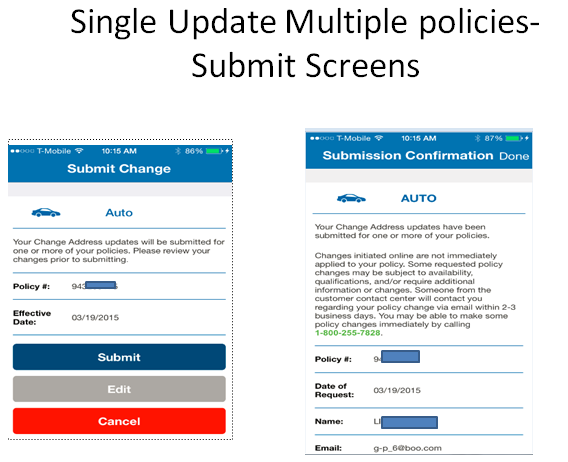 Single Update Multiple policies-
Submit Screens
T-Mobile 10:15 AM 86%
Submit Change
Auto
Your Change Address updates will be submitted for
one or more of your policies. Please review your
changes prior to submitting.
Policy #: 943
Effective
Date: 03/19/2015
Submit
Edit
Cancel
T-Mobile 10:15 AM 87%
Submission Confirmation Done
AUTO
Your Change Address updates have been
submitted for one or more of your policies.
Changes initiated online are not immediately
applied to your policy. Some requested policy
changes may be subject to availability,
qualifications, and/or require additional
information or changes. Someone from the
customer contact center will contact you
regarding your policy change via email within 2-3
business days. You may be able to make some
policy changes immediately by calling
1-800-255-7828.
Policy #: 9
Date of
Request: 03/19/2015
Name:
Email: g-p_6@boo.com